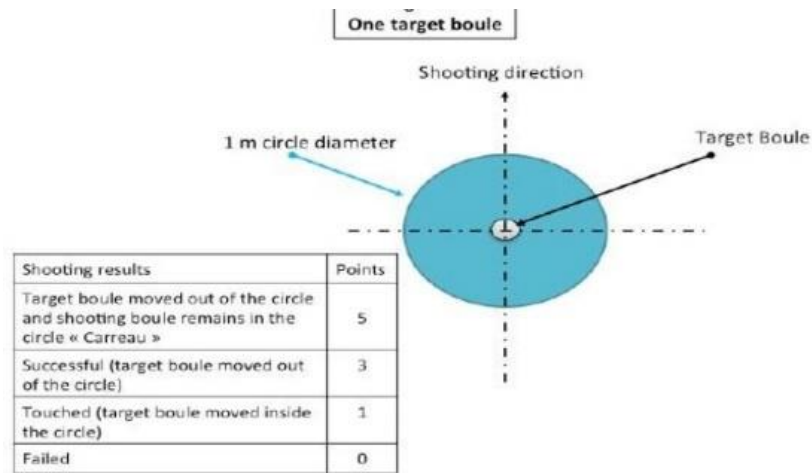 One target boule
Shooting direction
1 m circle diameter
Target Boule
Shooting results Points
Target boule moved out of the circle
and shooting boule remains in the 5
circle « Carreau »
Successful (target boule moved out 3
of the circle)
Touched (target boule moved inside 1
the circle)
Failed 0